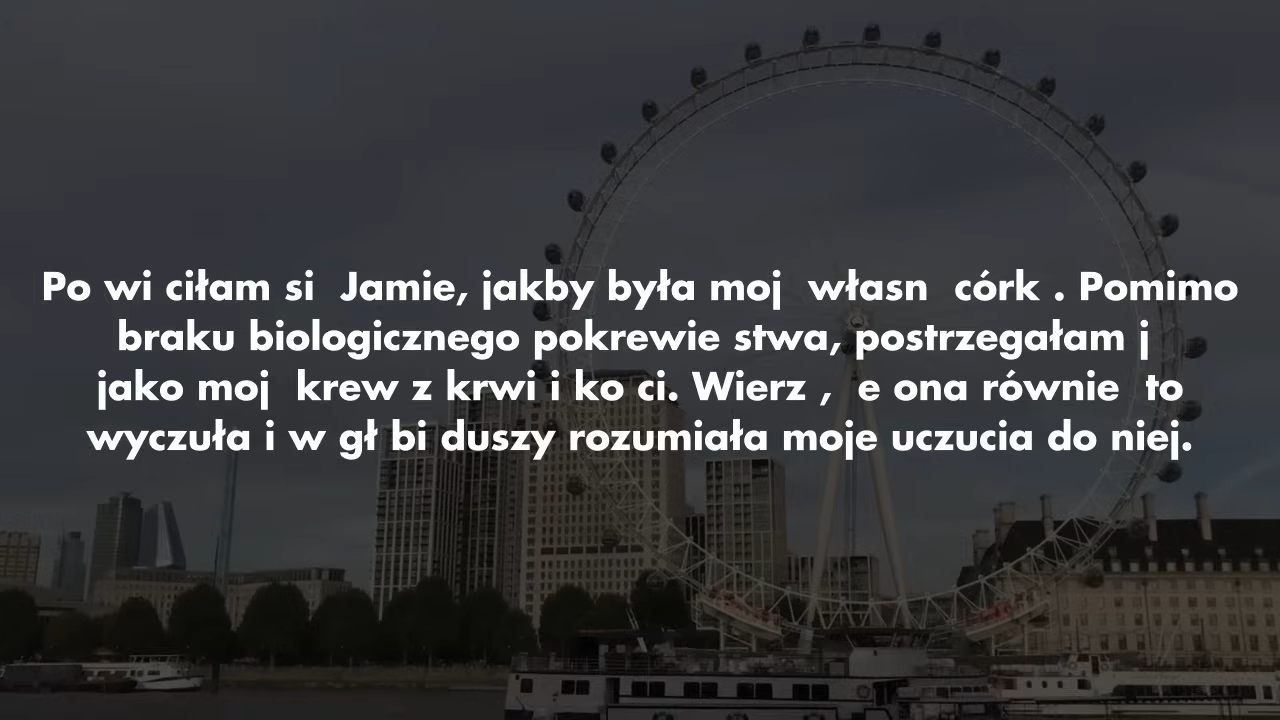 Po wi ciłam si  Jamie, jakby była moj  własn  córk . Pomimo
braku biologicznego pokrewie stwa, postrzegałam j
jako moj  krew z krwi i ko ci. Wierz ,  e ona równie  to
wyczuła i w gł bi duszy rozumiała moje uczucia do niej.